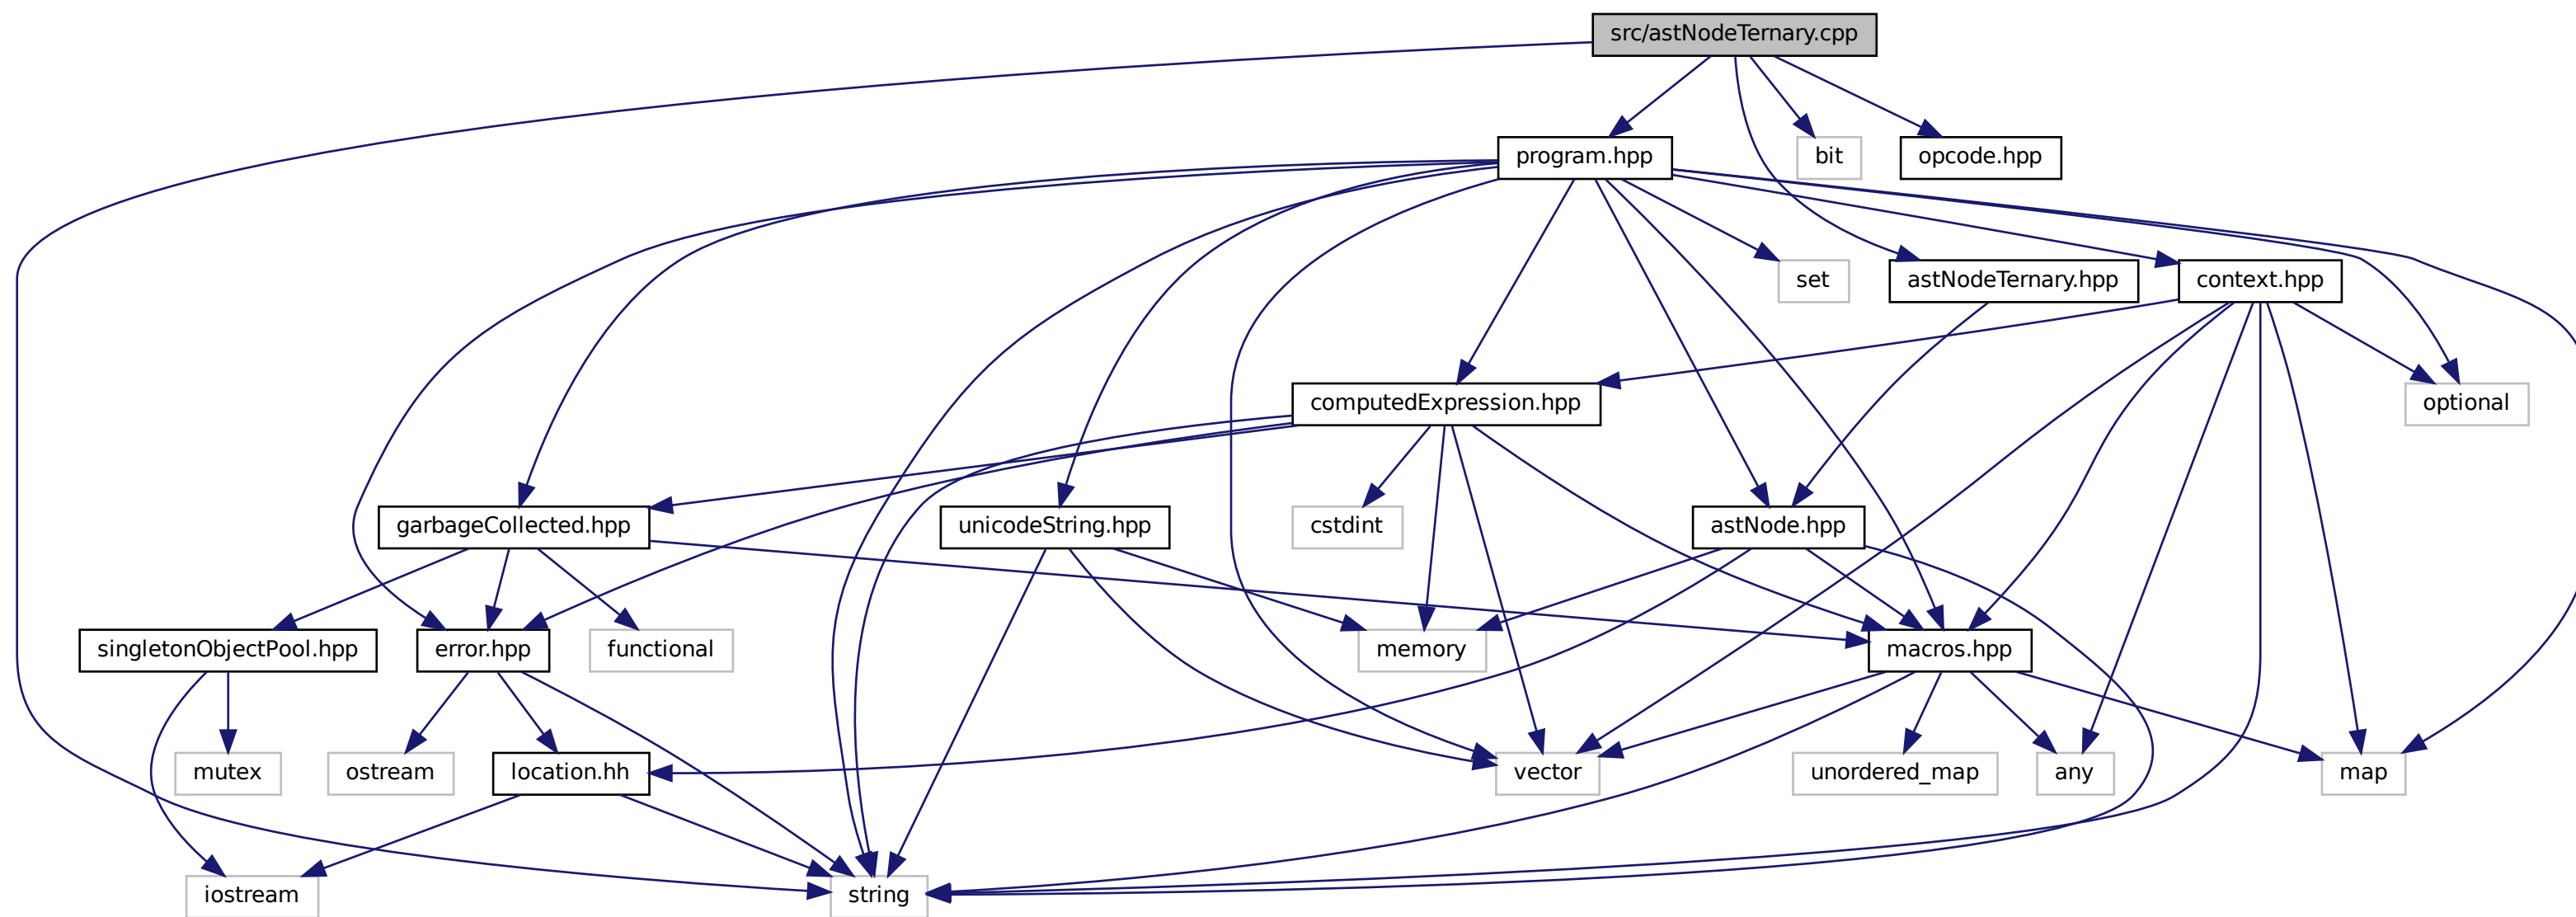 src/astNodeTernary.cpp
program.hpp
bit
opcode.hpp
set
astNodeTernary.hpp
context.hpp
computedExpression.hpp
optional
garbageCollected.hpp
unicodeString.hpp
cstdint
astNode.hpp
singletonObjectPool.hpp
error.hpp
functional
memory
macros.hpp
mutex
ostream
location.hh
vector
unordered_map
any
map
iostream
string